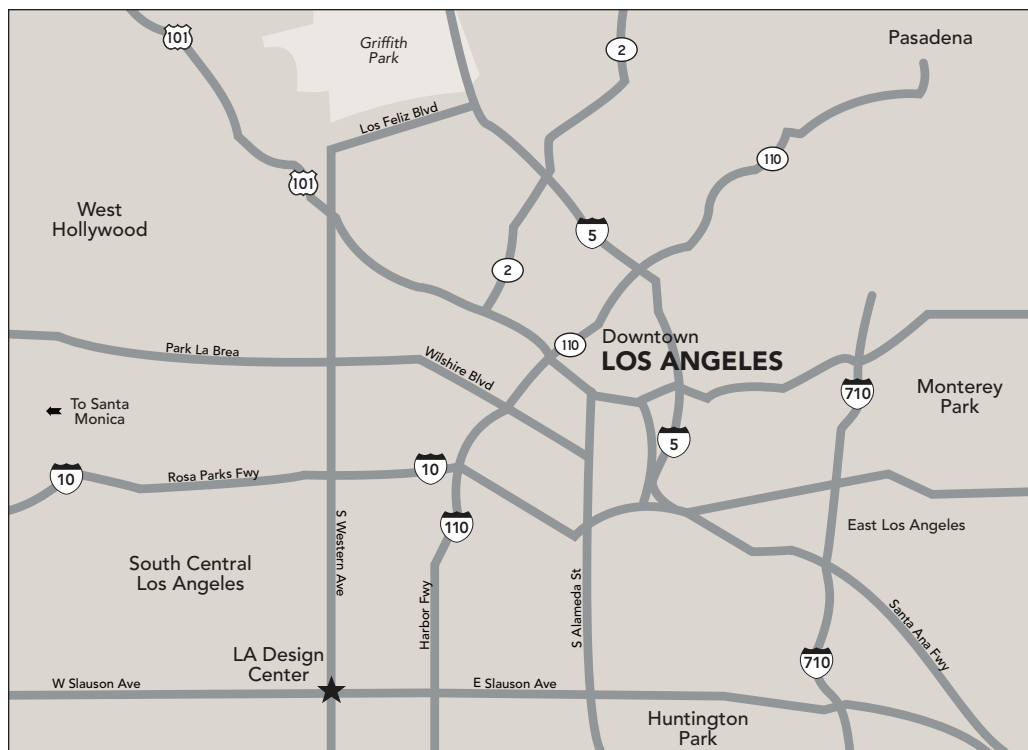 101
Griffith
Park
2
Pasadena
Los Feliz Blvd
110
101
West
Hollywood
5
2
110
Downtown
LOS ANGELES
Park La Brea
Wilshire Blvd
710
Monterey
Park
To Santa
Monica
5
10
Rosa Parks Fwy
10
110
S Western Ave
East Los Angeles
South Central
Los Angeles
Harbor Fwy
S Alameda St
Santa Ana Fwy
LA Design
Center
710
W Slauson Ave
E Slauson Ave
Huntington
Park